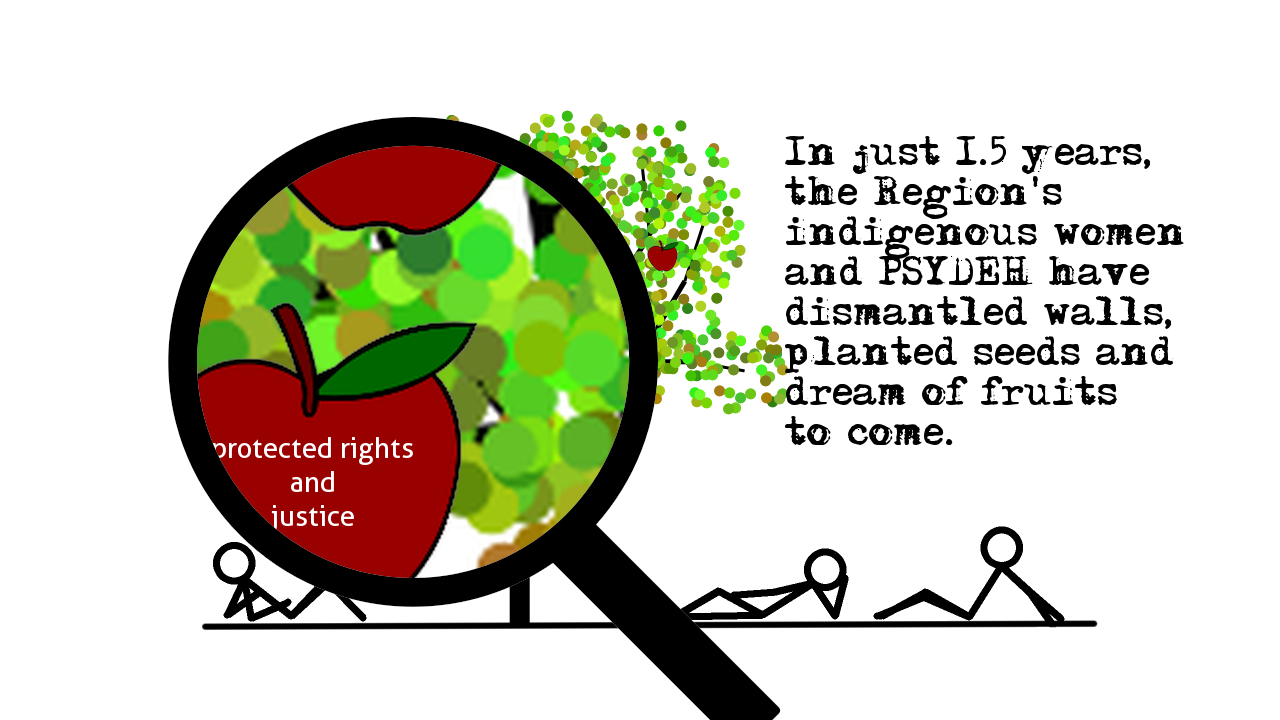 In just 1.5 years,
the Region's
indigenous women
and PSYDEH have
dismantled walls,
planted seeds and
dream of fruits
to come.
protected rights
and
justice